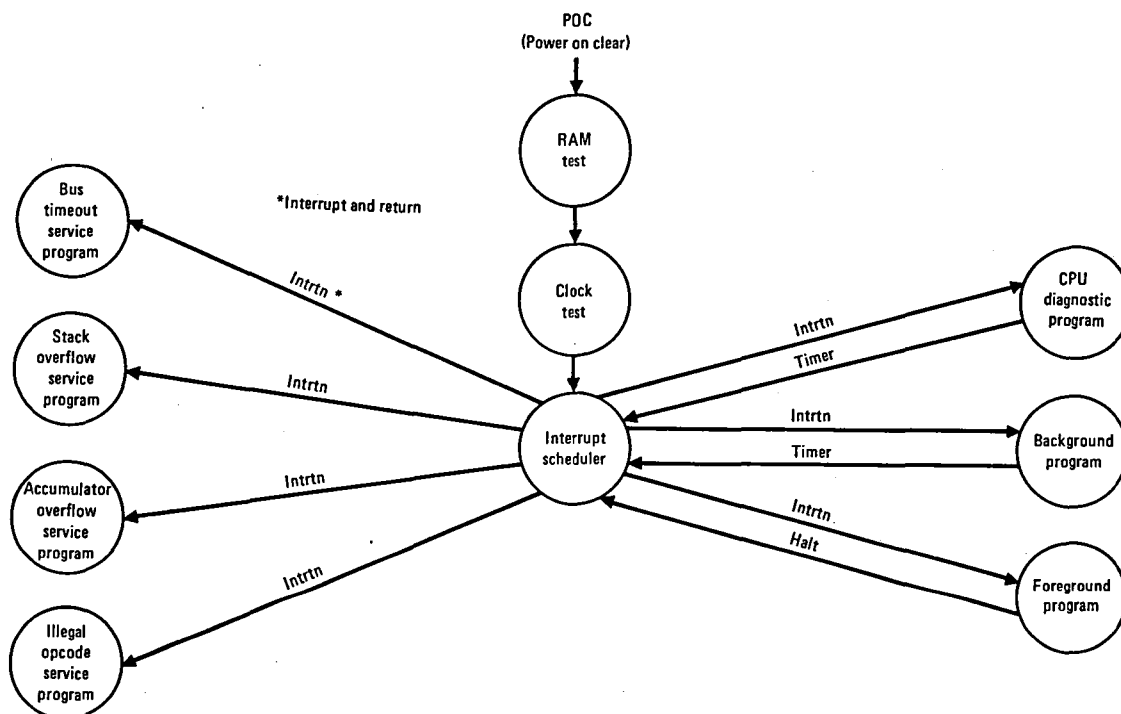 POC
(Power on clear)
RAM
test
Bus
timeout
service
program
*Interrupt and return
Clock
test
CPU
diagnostic
program
Intrtn *
Intrtn
Timer
Stack
overflow
service
program
Intrtn
Interrupt
scheduler
Intrtn
Timer
Background
program
Accumulator
overflow
service
program
Intrtn
Intrtn
Halt
Foreground
program
Illegal
opcode
service
program
Intrtn